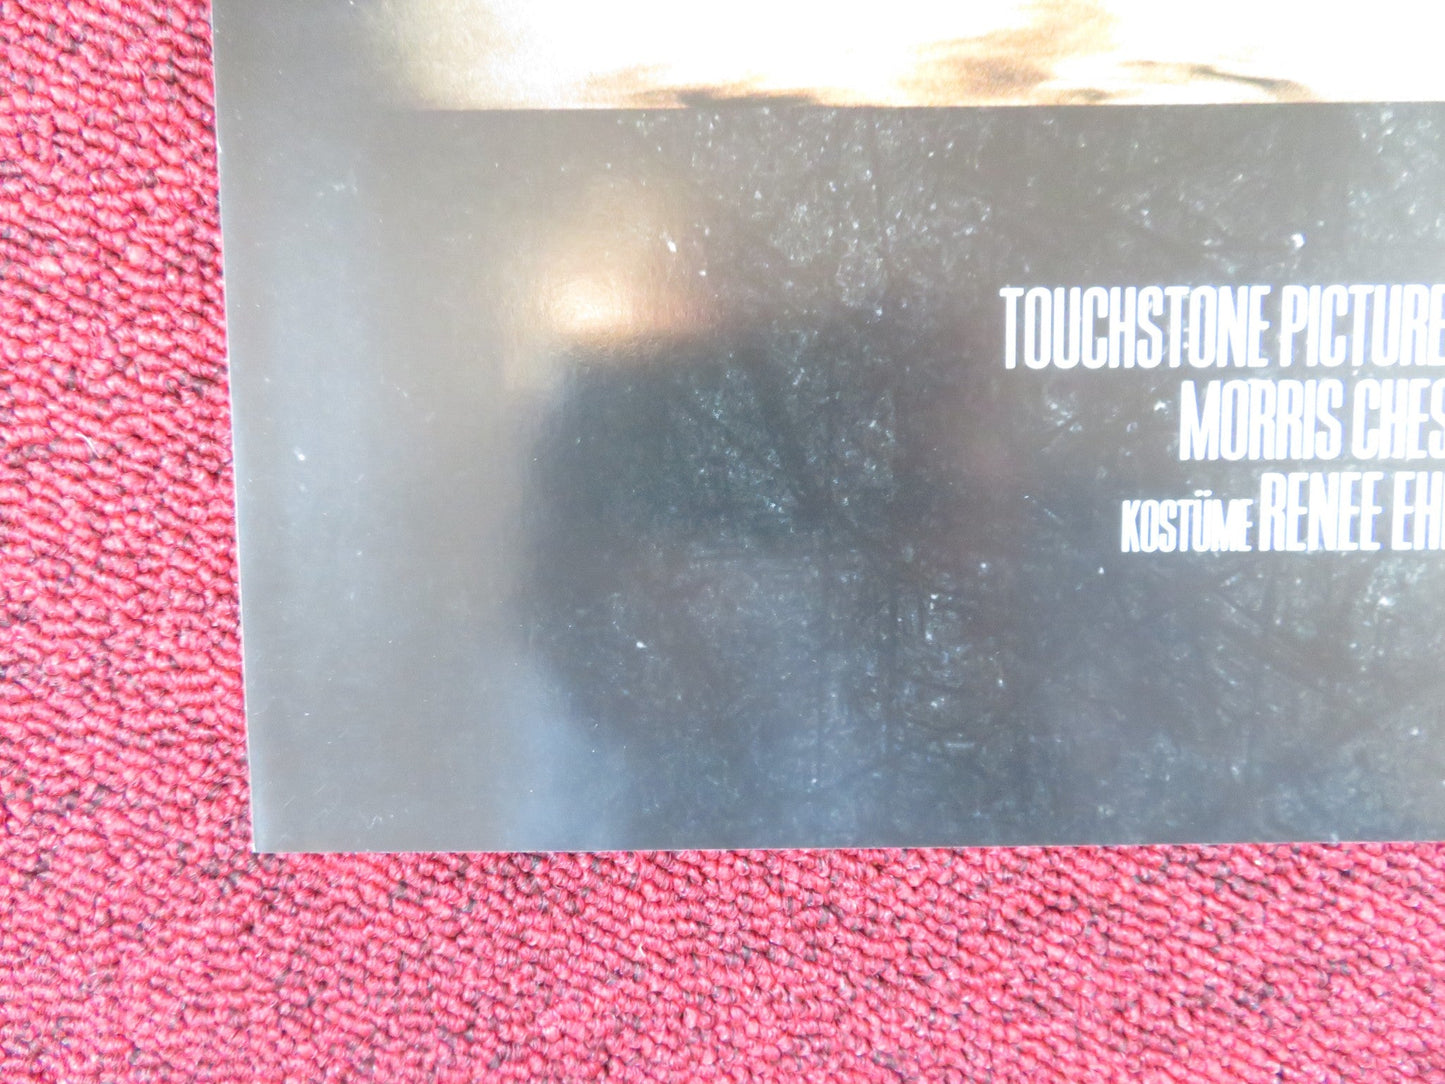 TOUCHSTONE PICTURE
MORRIS CHES
KOSTÜME RENEE EH